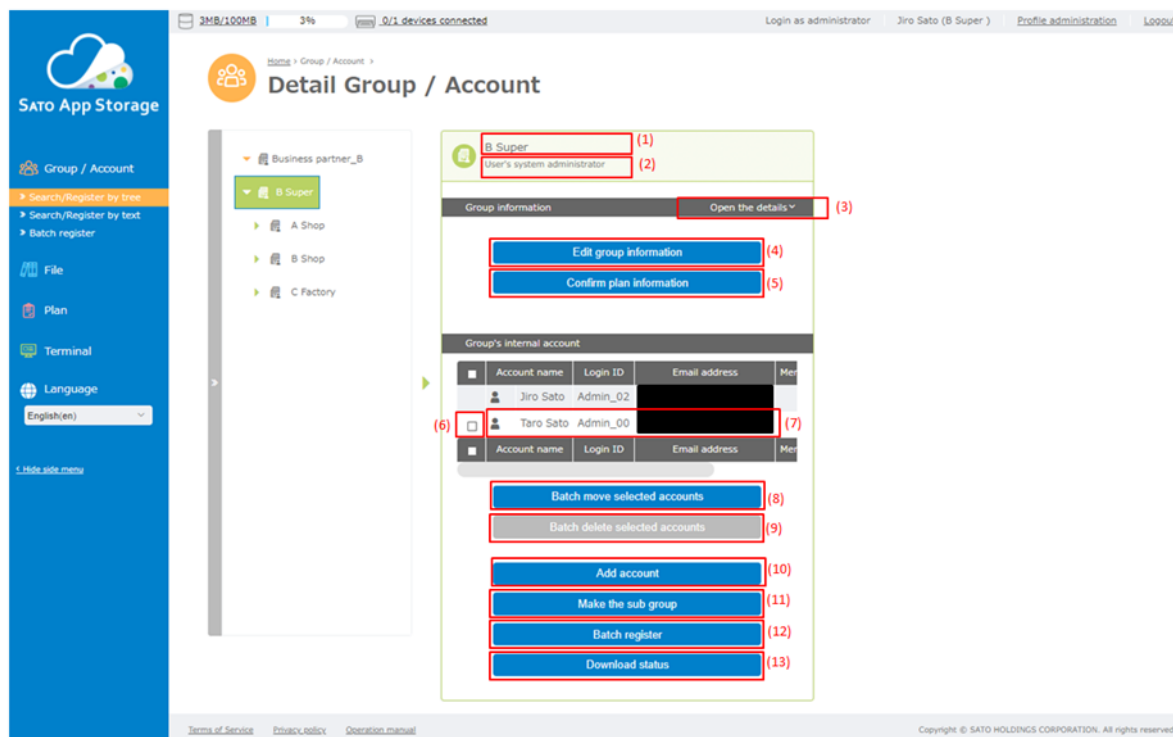 3MB/100MB 3% 0/1 devices connected Login as administrator Jiro Sato (B Super ) Profile administration Logout
SATO App Storage
Home > Group / Account >
Detail Group / Account
Group / Account
» Search/Register by tree
» Search/Register by text
» Batch register
File
Plan
Terminal
Language
English(en)
< Hide side menu
»
Business partner_B
B Super
A Shop
B Shop
C Factory
B Super (1)
User's system administrator (2)
Group information Open the details (3)
Edit group information (4)
Confirm plan information (5)
Group's internal account
Account name Login ID Email address Mer
Jiro Sato Admin_02
(6) Taro Sato Admin_00 (7)
Account name Login ID Email address Mer
Batch move selected accounts (8)
Batch delete selected accounts (9)
Add account (10)
Make the sub group (11)
Batch register (12)
Download status (13)
Terms of Service Privacy policy Operation manual Copyright © SATO HOLDINGS CORPORATION. All rights reserved